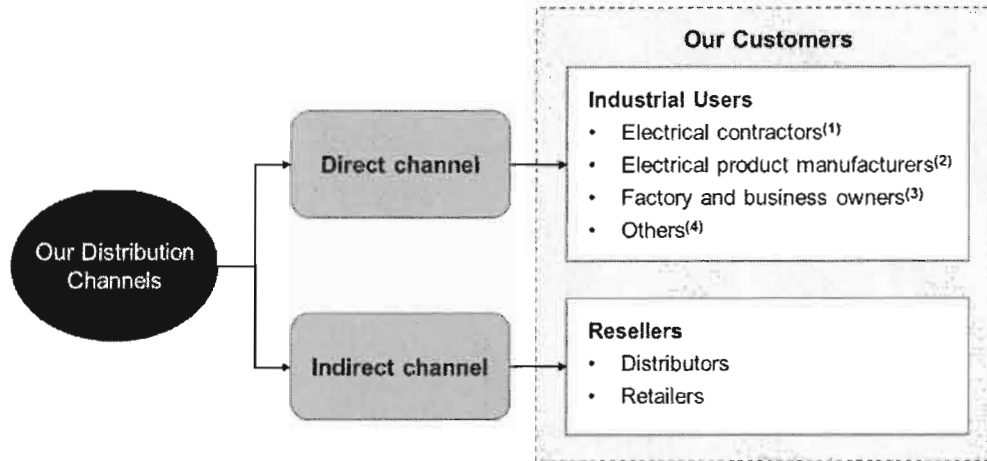 Our Customers
Industrial Users
• Electrical contractors(1)
• Electrical product manufacturers(2)
• Factory and business owners(3)
• Others(4)
Direct channel
Our Distribution
Channels
Indirect channel
Resellers
• Distributors
• Retailers